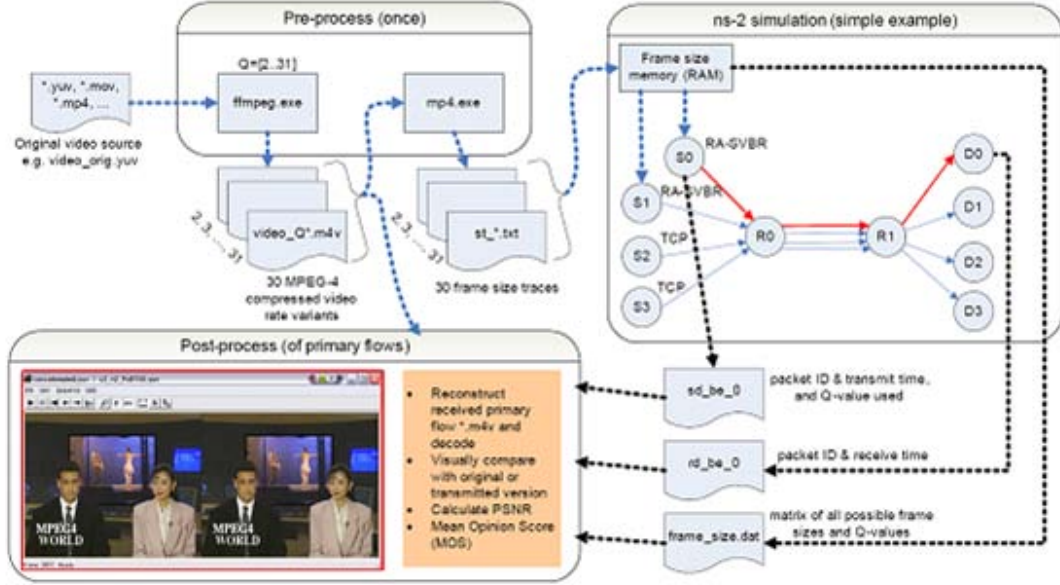 Pre-process (once)
ns-2 simulation (simple example)
Q=[2..31]
*.yuv, *.mov,
*.mp4, ...
ffmpeg.exe
mp4.exe
Frame size
memory (RAM)
Original video source
e.g. video_orig.yuv
2, 3, ..., 31
video_Q*.m4v
30 MPEG-4
compressed video
rate variants
2, 3, ..., 31
st_*.txt
30 frame size traces
S0
RA-SVBR
RA-SVBR
S1
TCP
S2
TCP
S3
R0
R1
D0
D1
D2
D3
Post-process (of primary flows)
MPEG4
WORLD
MPEG4
WORLD
• Reconstruct
received primary
flow *.m4v and
decode
• Visually compare
with original or
transmitted version
• Calculate PSNR
• Mean Opinion Score
(MOS)
sd_be_0
packet ID & transmit time,
and Q-value used
rd_be_0
packet ID & receive time
frame_size.dat
matrix of all possible frame
sizes and Q-values